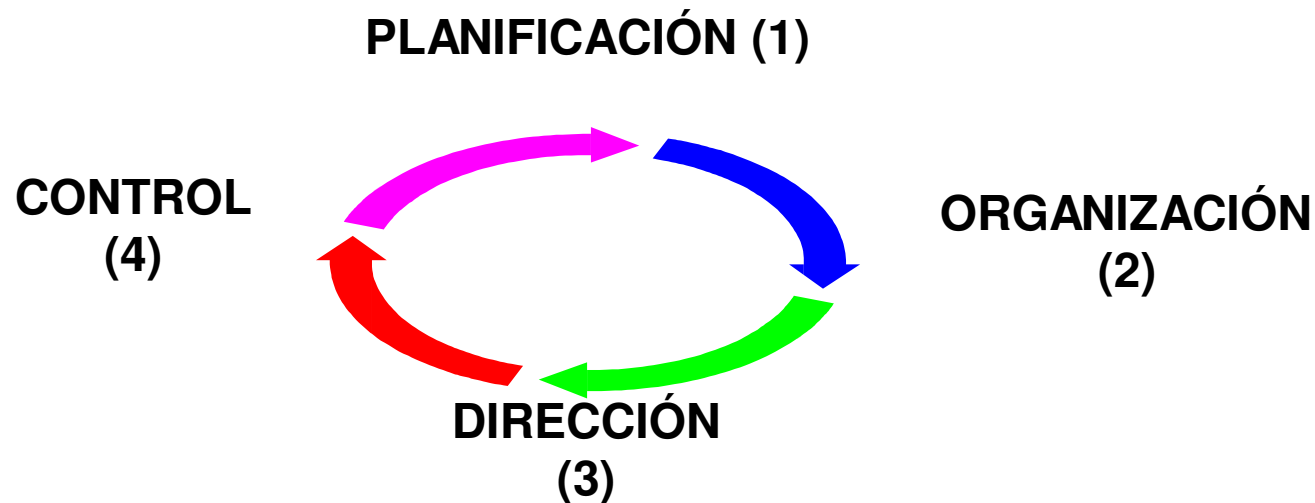 PLANIFICACIÓN (1)
CONTROL
(4)
ORGANIZACIÓN
(2)
DIRECCIÓN
(3)